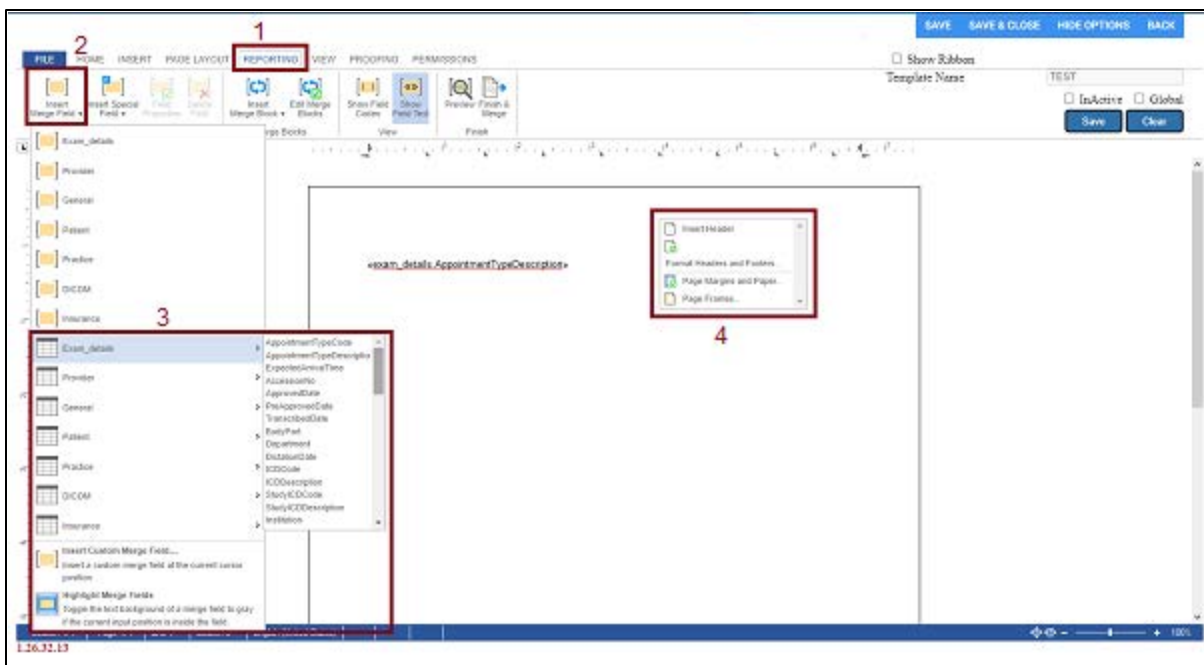 SAVE SAVE & CLOSE HIDE OPTIONS BACK
1
2
FILE HOME INSERT PAGE LAYOUT REPORTING VIEW PROOFING PERMISSIONS
Show Ribbon
Template Name TEST
InActive Global
Save Clear
Insert Merge Field
Insert Special Field
Insert Merge Block
Edit Merge Blocks
Show Field Codes
Show Field Text
Preview
Finish & Merge
View
Finish
Exam_details
Provider
General
Patient
Practice
DICOM
Insurance
3
Exam_details
Provider
General
Patient
Practice
DICOM
Insurance
AppointmentTypeCode
AppointmentTypeDescriptio
ExpectedArrivalTime
AccessionNo
ApprovedDate
PreApprovedDate
TranscribedDate
BodyPart
Department
DictationDate
ICDCode
ICDDescription
StudyICDCode
StudyICDDescription
Institution
Insert Custom Merge Field...
Insert a custom merge field at the current cursor
position
Highlight Merge Fields
Toggle the text background of a merge field to gray
if the current input position is inside the field.
«exam_details.AppointmentTypeDescription»
Insert Header
Format Headers and Footers
Page Margins and Paper...
Page Frames...
4
100%
1.26.32.13